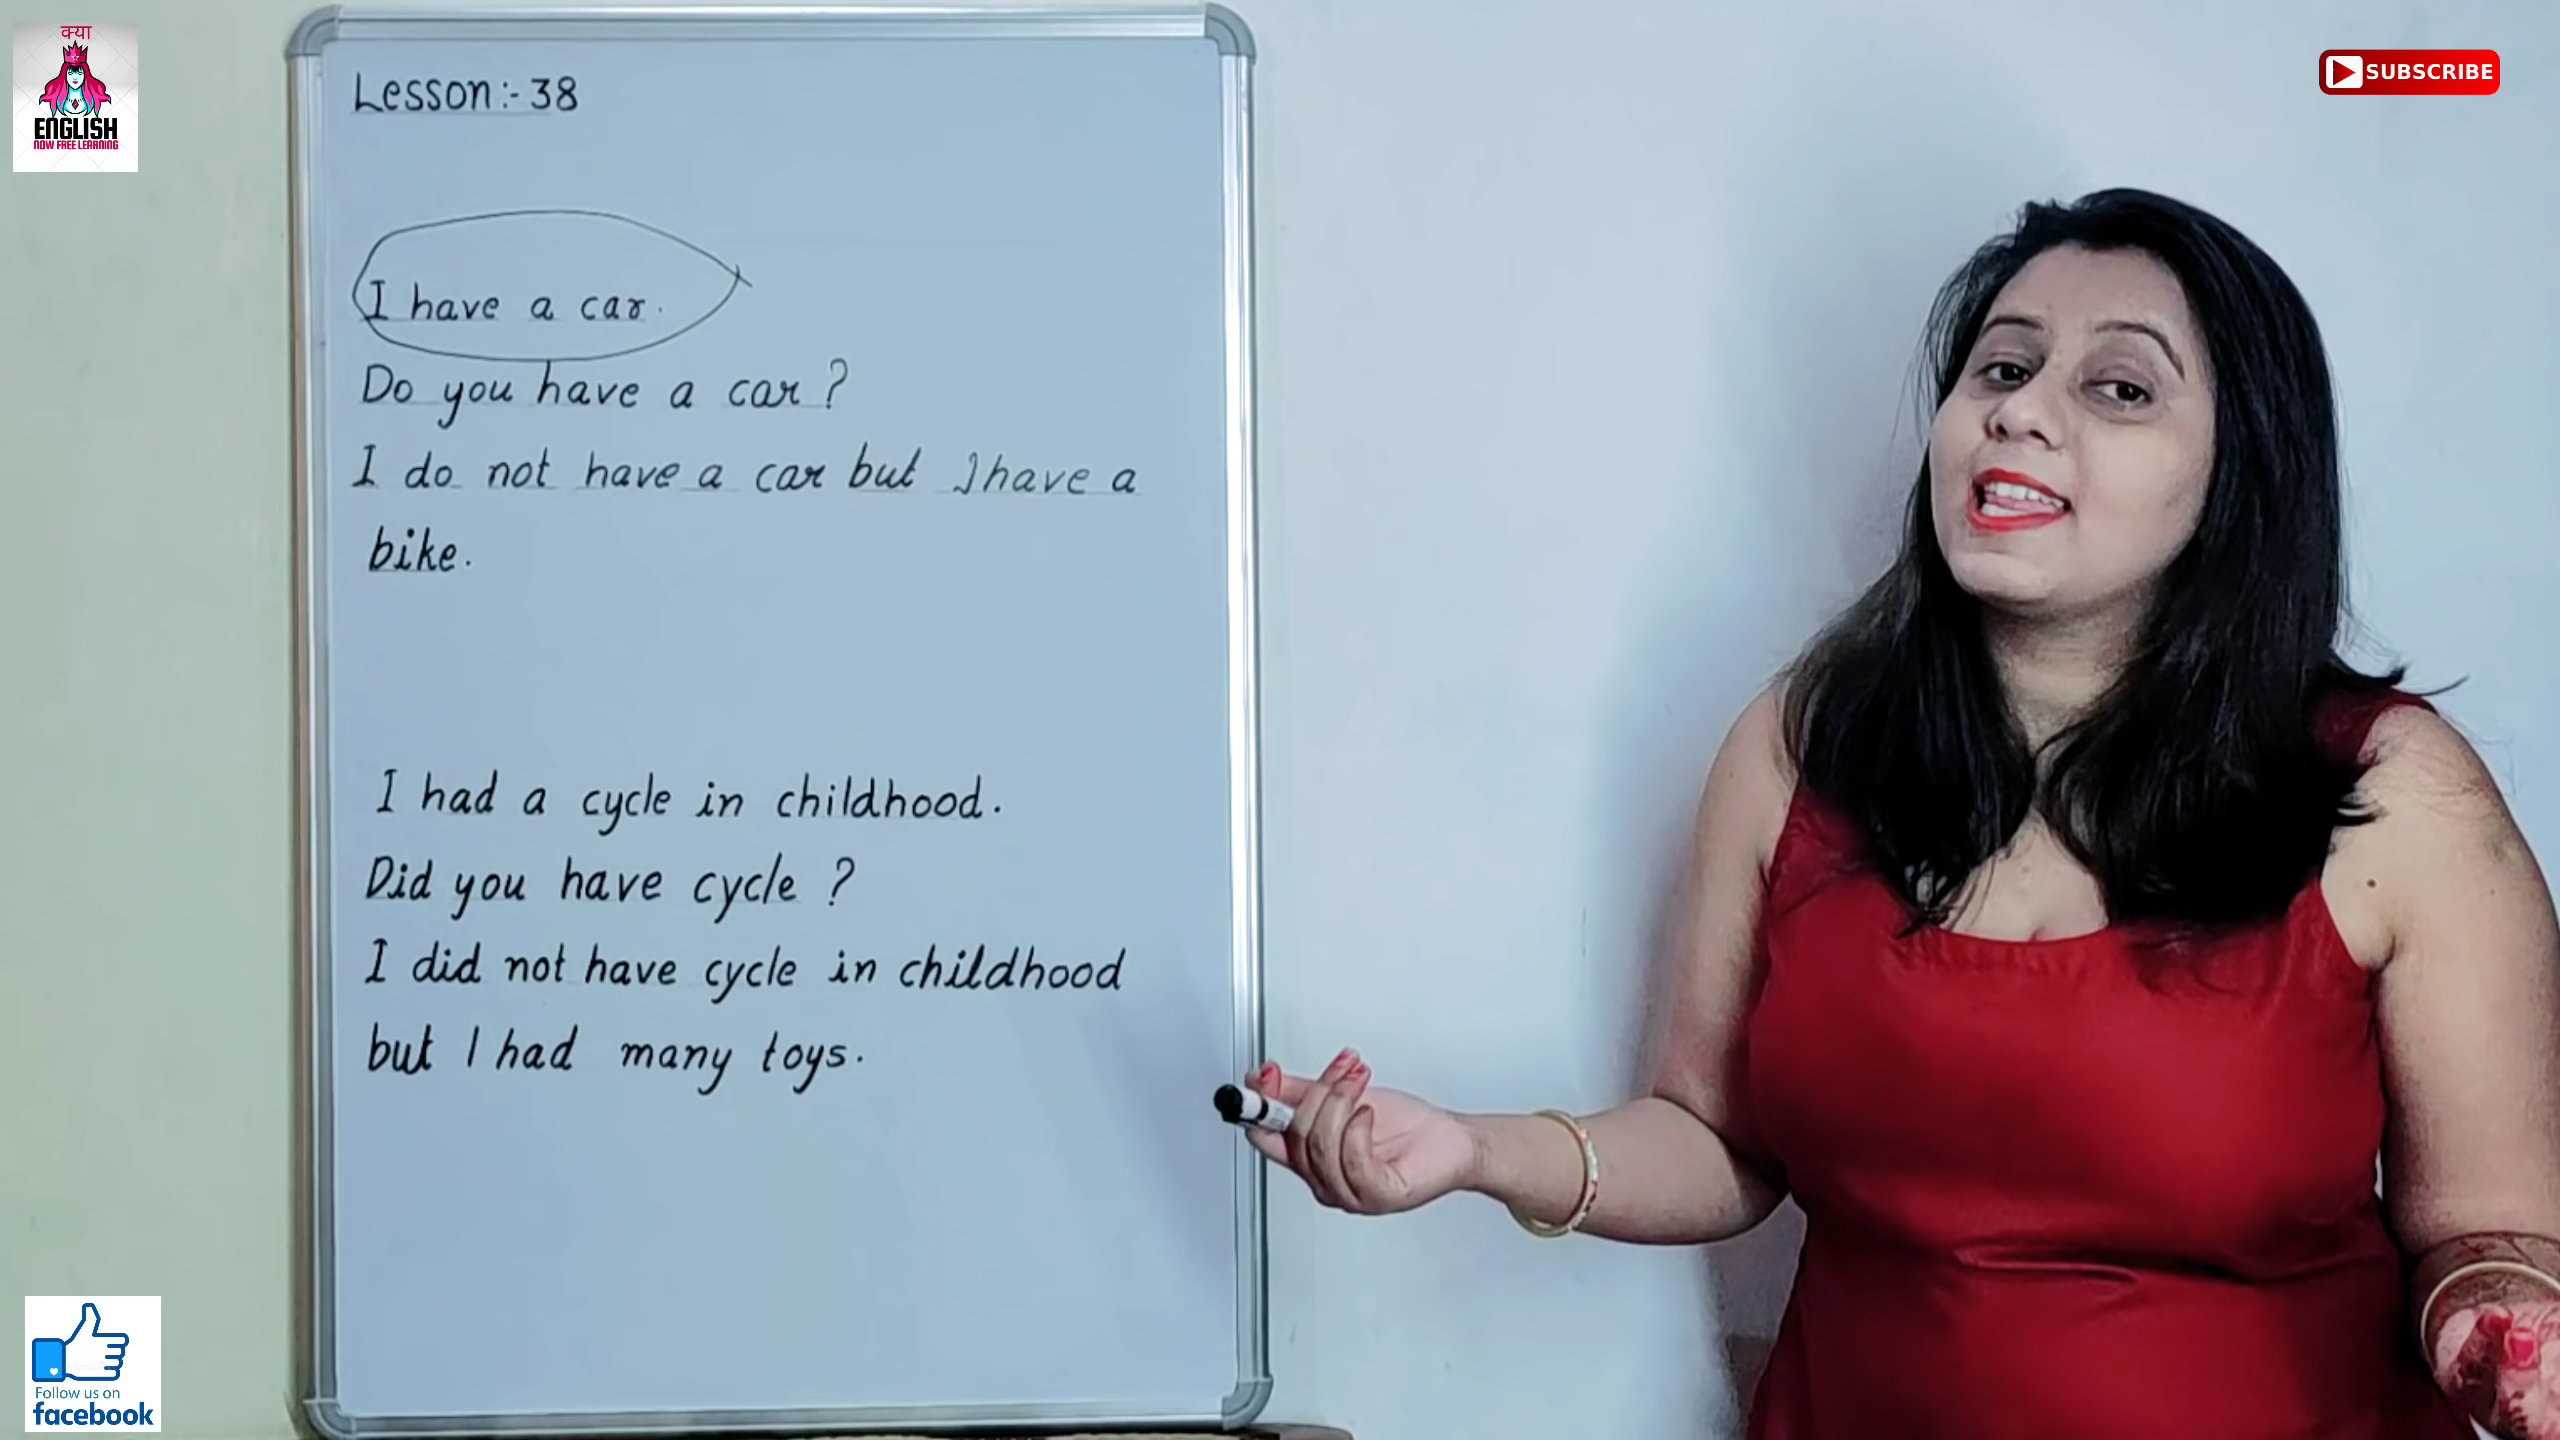 क्या
ENGLISH
NOW FREE LEARNING
SUBSCRIBE
Lesson:- 38
I have a car.
Do you have a car?
I do not have a car but I have a
bike.
I had a cycle in childhood.
Did you have cycle?
I did not have cycle in childhood
but I had many toys.
Follow us on
facebook